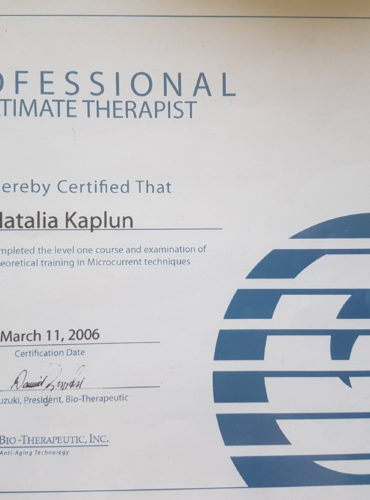 OFESSIONAL
LTIMATE THERAPIST
ereby Certified That
Natalia Kaplun
mpleted the level one course and examination of
eoretical training in Microcurrent techniques
March 11, 2006
Certification Date
uzuki, President, Bio-Therapeutic
BIO-THERAPEUTIC, INC.
Anti-Aging Technology